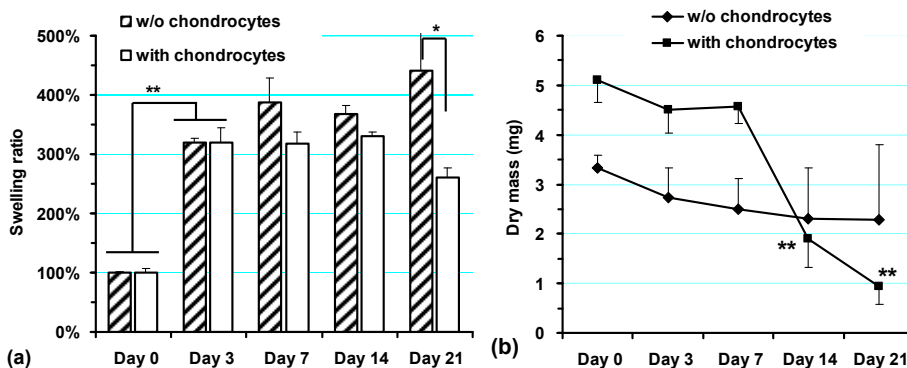 w/o chondrocytes
with chondrocytes
500%
400%
300%
200%
100%
0%
Swelling ratio
**
*
Day 0 Day 3 Day 7 Day 14 Day 21
(a)
w/o chondrocytes
with chondrocytes
6
5
4
3
2
1
0
Dry mass (mg)
**
**
Day 0 Day 3 Day 7 Day 14 Day 21
(b)